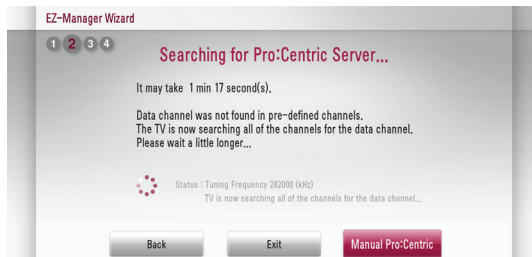 EZ-Manager Wizard
1 2 3 4
Searching for Pro:Centric Server...
It may take 1 min 17 second(s).
Data channel was not found in pre-defined channels.
The TV is now searching all of the channels for the data channel.
Please wait a little longer...
Status : Tuning Frequency 282000 (kHz)
TV is now searching all of the channels for the data channel...
Back Exit Manual Pro:Centric